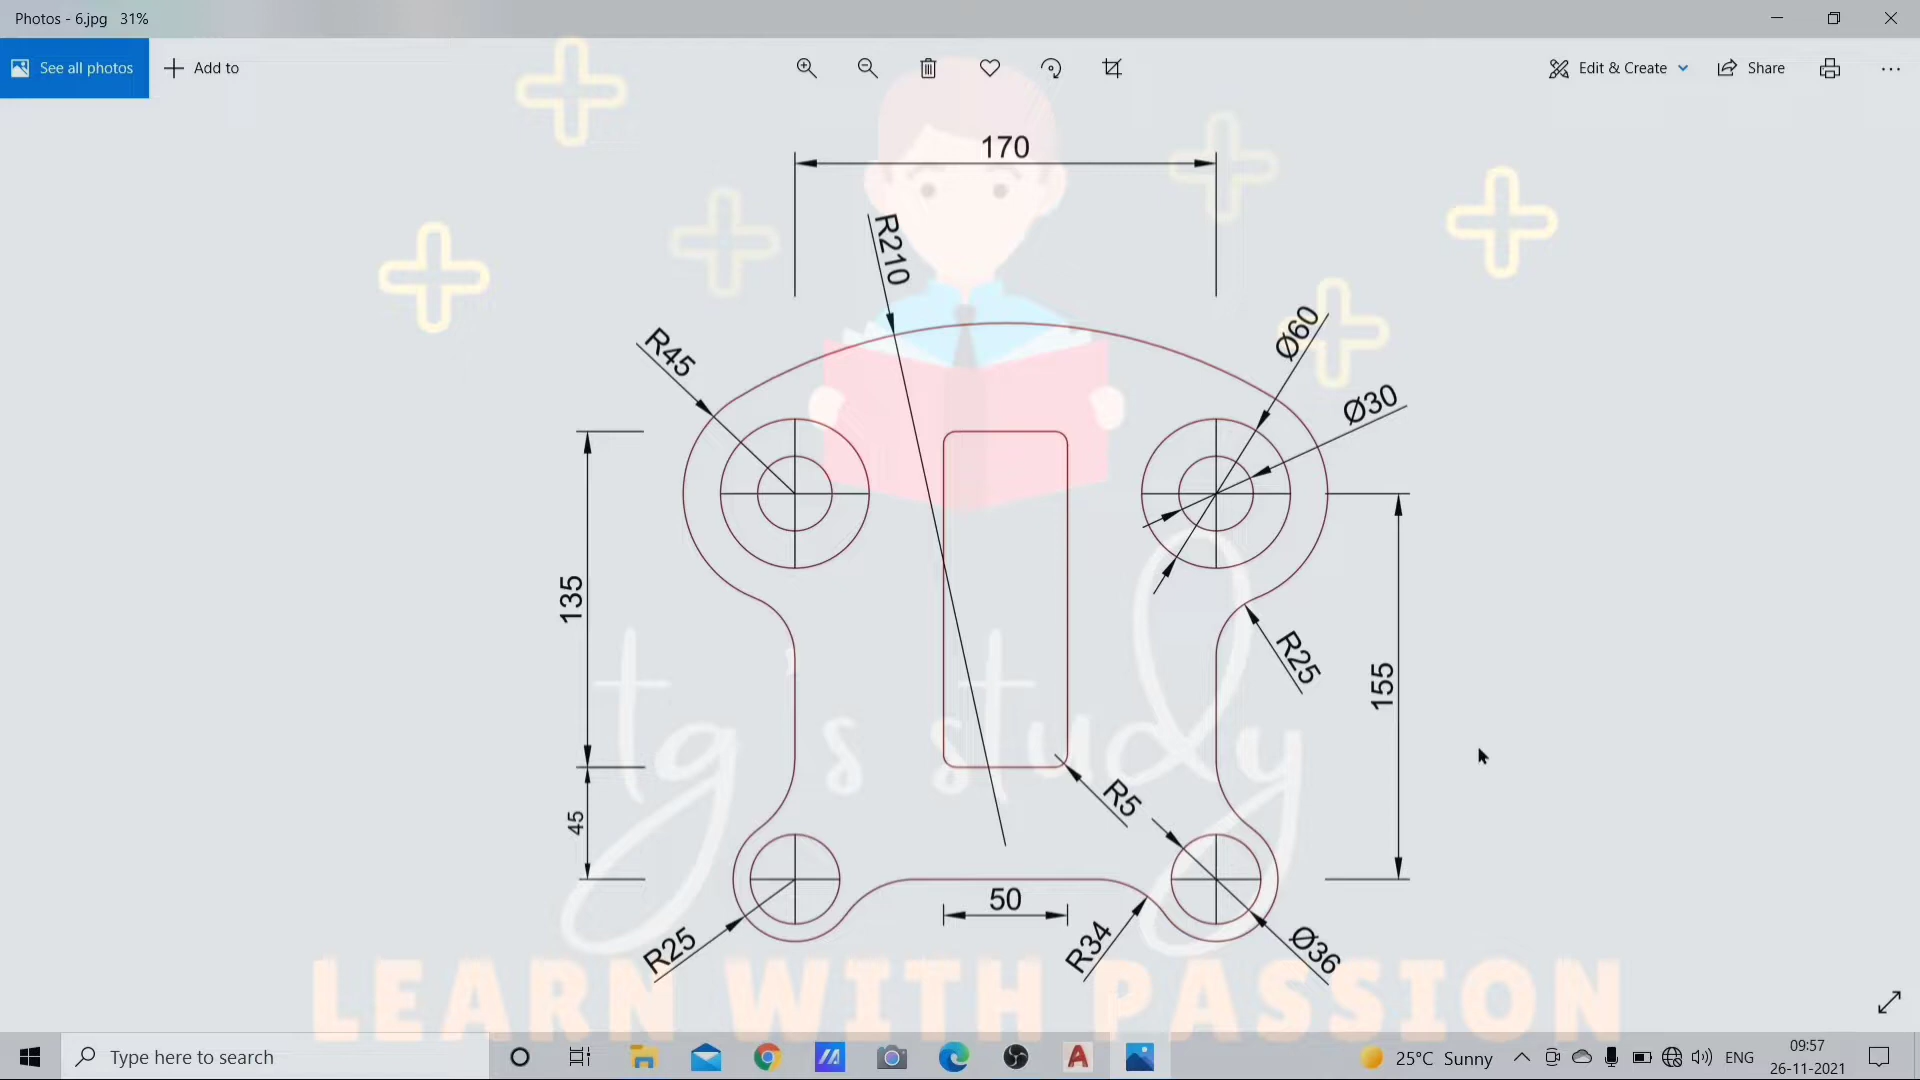 Photos - 6.jpg 31%
See all photos
Add to
Edit & Create
Share
170
R210
Ø60
R45
Ø30
135
R25
155
tg's study
R5
45
50
R25
R34
Ø36
LEARN WITH PASSION
Type here to search
25°C Sunny
ENG
09:57
26-11-2021